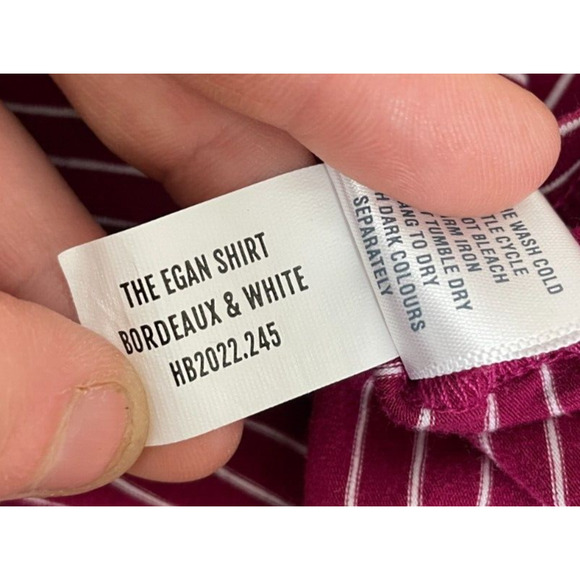 THE EGAN SHIRT
BORDEAUX & WHITE
HB2022.245
WASH COLD
CYCLE
BLEACH
IRON
TUMBLE DRY
TO DRY
DARK COLOURS
SEPARATELY